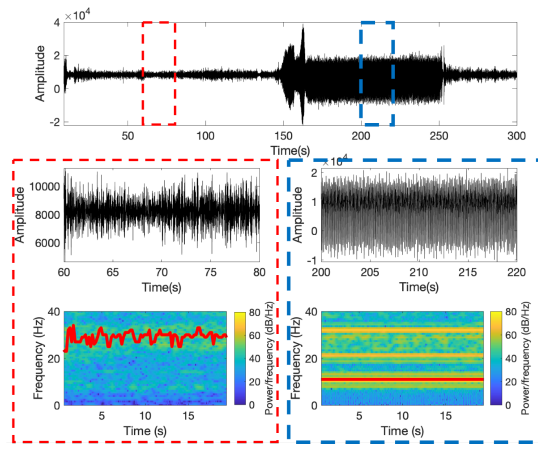 ×10⁴
4
2
0
-2
Amplitude
50 100 150 200 250 300
Time(s)
10000
8000
6000
Amplitude
60 65 70 75 80
Time(s)
×10⁴
2
1
0
-1
Amplitude
200 205 210 215 220
Time(s)
40
20
0
Frequency (Hz)
5 10 15
Time (s)
80
60
40
20
0
Power/frequency (dB/Hz)
40
20
0
Frequency (Hz)
5 10 15
Time (s)
80
60
40
20
0
Power/frequency (dB/Hz)